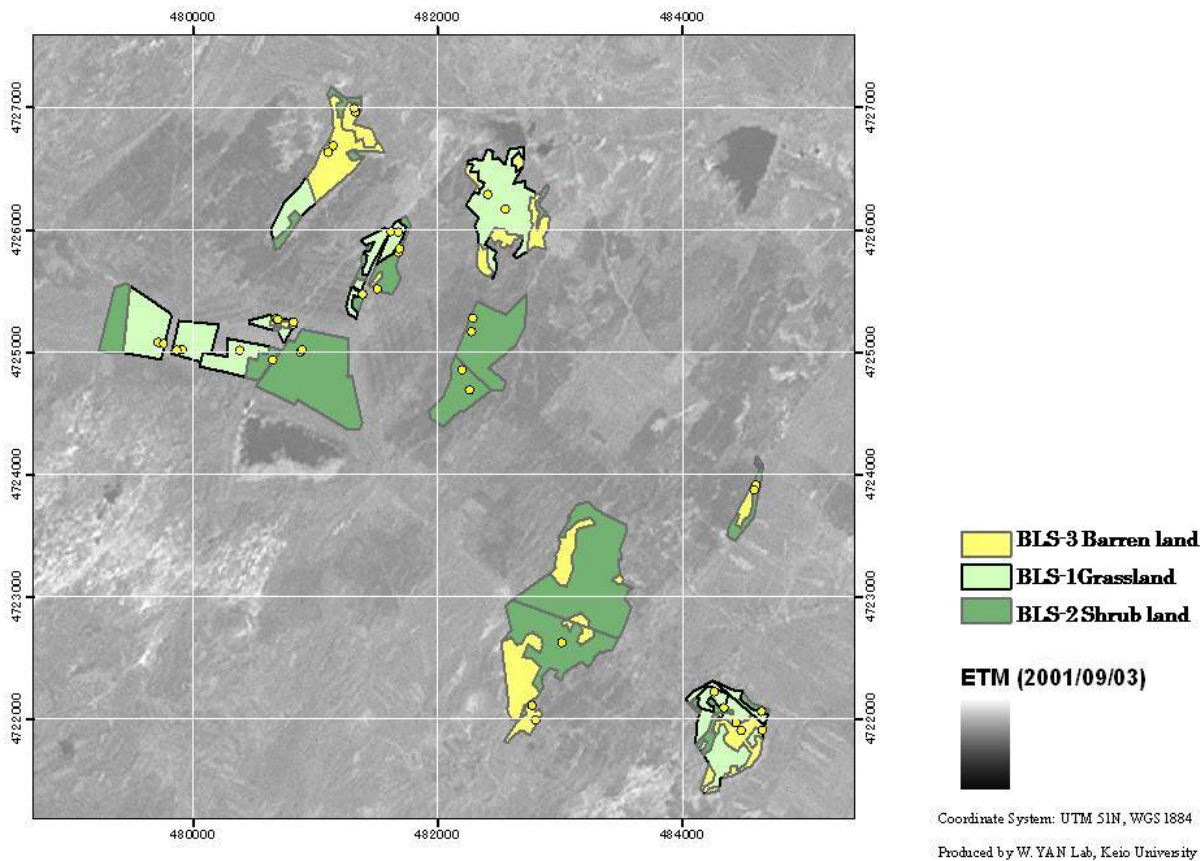 480000 482000 484000
4727000 4727000
4726000 4726000
4725000 4725000
4724000 4724000
4723000 4723000
4722000 4722000
480000 482000 484000
BLS-3 Barren land
BLS-1Grassland
BLS-2 Shrub land
ETM (2001/09/03)
Coordinate System: UTM 51N, WGS 1884
Produced by W. YAN Lab, Keio University